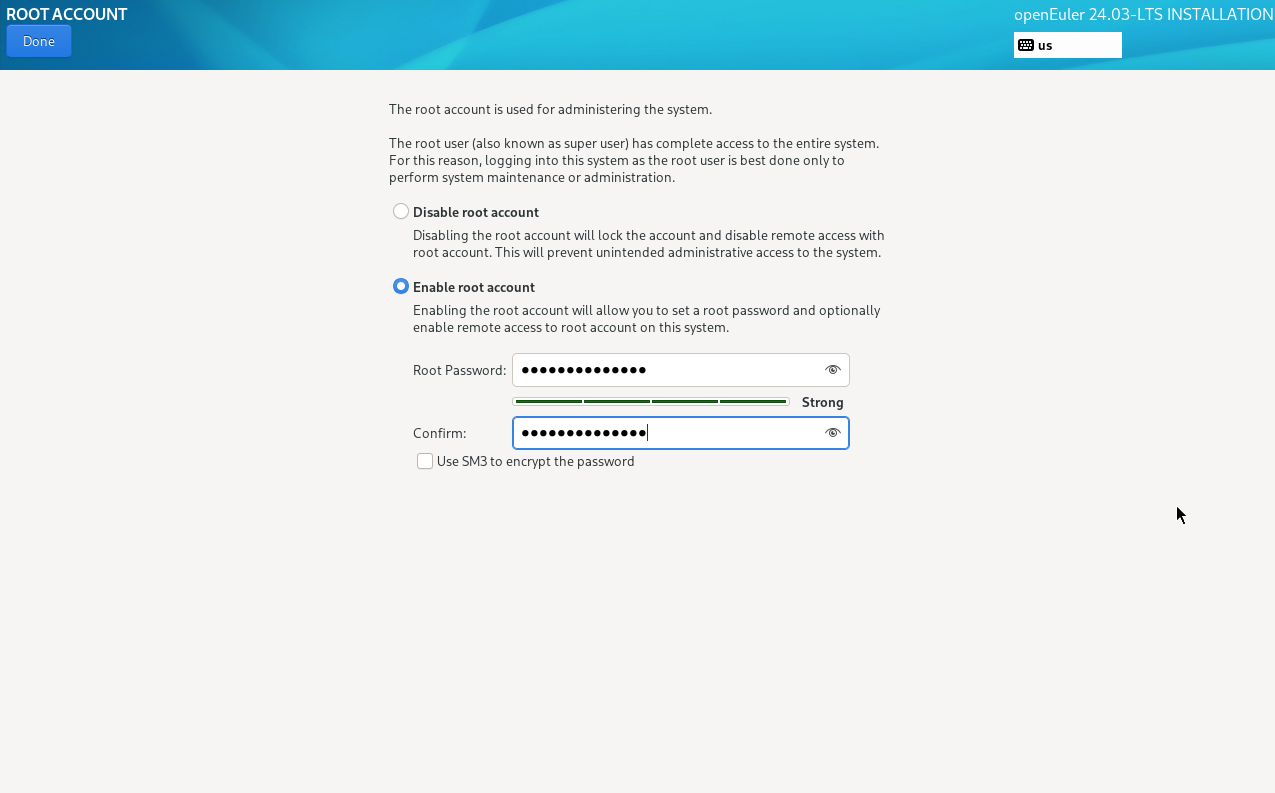 ROOT ACCOUNT
openEuler 24.03-LTS INSTALLATION
Done
us
The root account is used for administering the system.
The root user (also known as super user) has complete access to the entire system.
For this reason, logging into this system as the root user is best done only to
perform system maintenance or administration.
Disable root account
Disabling the root account will lock the account and disable remote access with
root account. This will prevent unintended administrative access to the system.
Enable root account
Enabling the root account will allow you to set a root password and optionally
enable remote access to root account on this system.
Root Password: ●●●●●●●●●●●●●●
Strong
Confirm: ●●●●●●●●●●●●●●
Use SM3 to encrypt the password